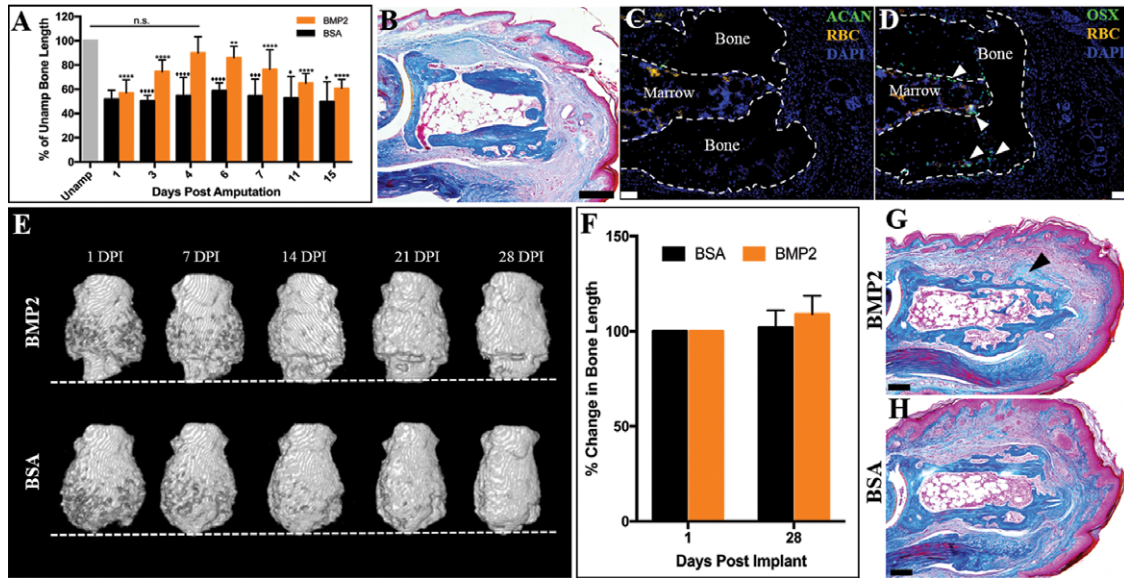 A
n.s.
BMP2
BSA
% of Unamp Bone Length
120
100
80
60
40
20
0
****
****
****
**
****
****
****
Unamp
1
3
4
6
7
11
15
Days Post Amputation
B
C
ACAN
RBC
DAPI
Bone
Marrow
Bone
D
OSX
RBC
DAPI
Bone
Marrow
E
1 DPI
7 DPI
14 DPI
21 DPI
28 DPI
BMP2
BSA
F
% Change in Bone Length
150
100
50
0
BSA
BMP2
1
28
Days Post Implant
G
BMP2
H
BSA